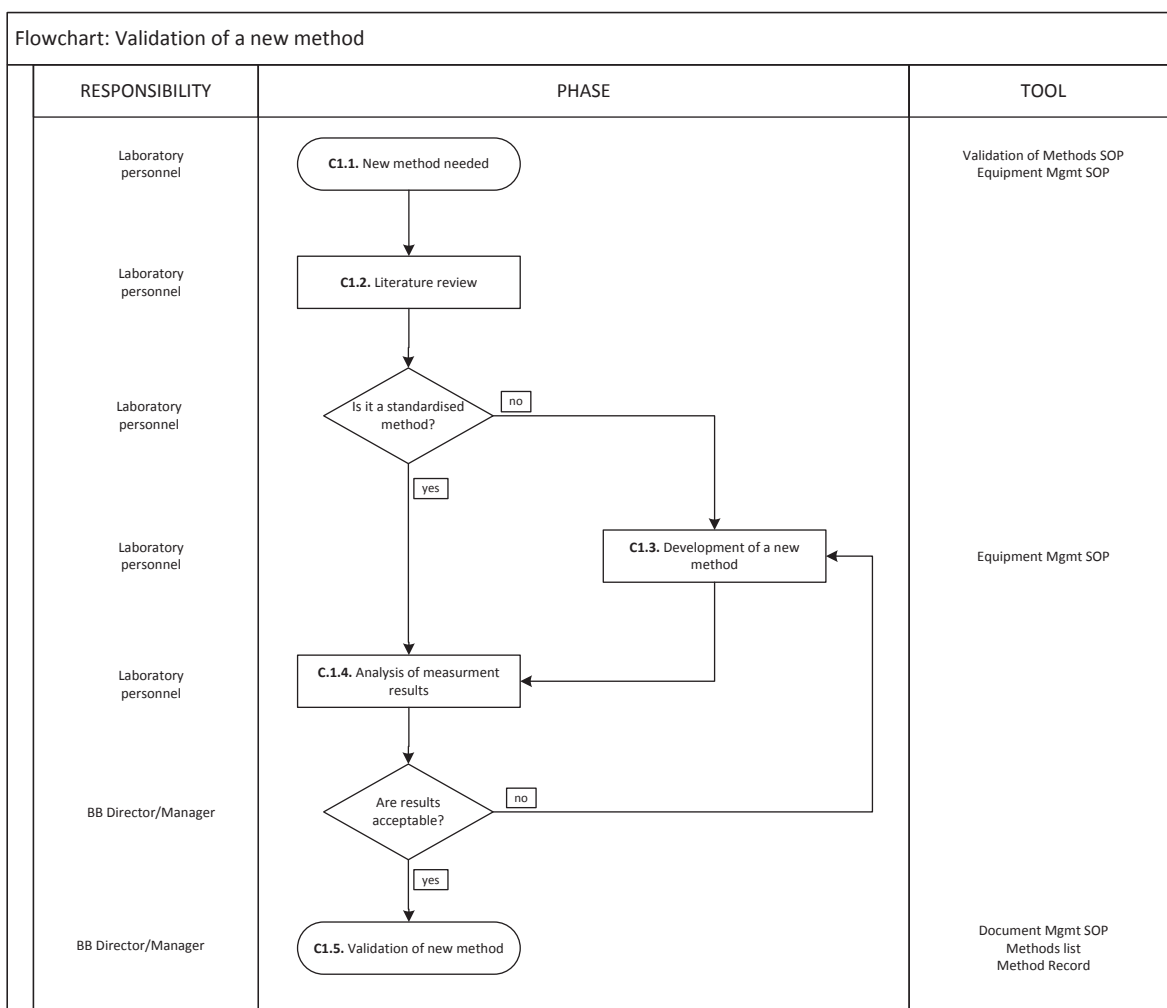 Flowchart: Validation of a new method
RESPONSIBILITY
PHASE
TOOL
Laboratory
personnel
C1.1. New method needed
Validation of Methods SOP
Equipment Mgmt SOP
Laboratory
personnel
C1.2. Literature review
Laboratory
personnel
Is it a standardised
method?
no
yes
Laboratory
personnel
C1.3. Development of a new
method
Equipment Mgmt SOP
Laboratory
personnel
C.1.4. Analysis of measurment
results
BB Director/Manager
Are results
acceptable?
no
yes
BB Director/Manager
C1.5. Validation of new method
Document Mgmt SOP
Methods list
Method Record